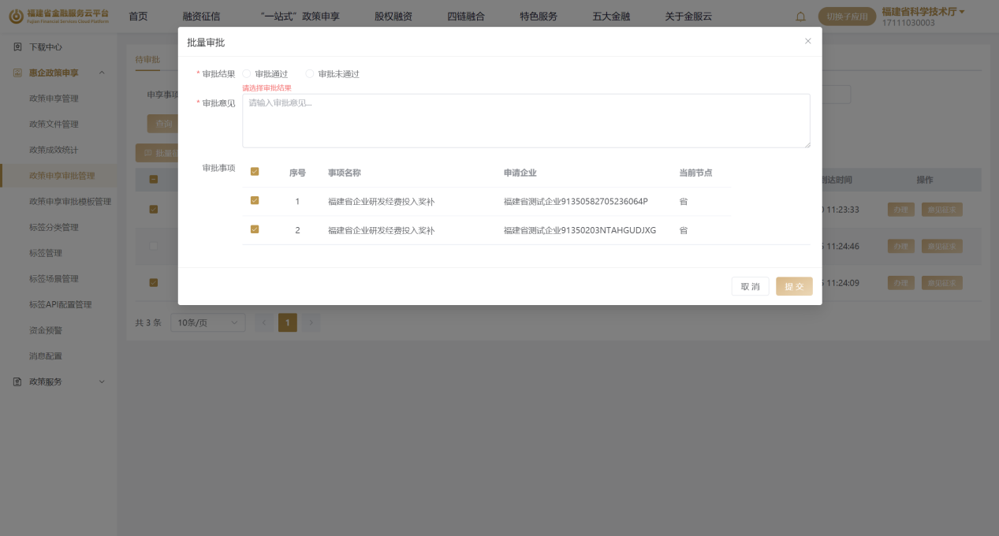 福建省金融服务云平台
Fujian Financial Services Cloud Platform
首页 融资征信 “一站式”政策申享 股权融资 四链融合 特色服务 五大金融 关于金服云
切换子应用
福建省科学技术厅
17111030003
下载中心
惠企政策申享
政策申享管理
政策文件管理
政策成效统计
政策申享审批管理
政策申享审批模板管理
标签分类管理
标签管理
标签场景管理
标签API配置管理
资金预警
消息配置
政策服务
待审批
申享事项
查询
批量
批量审批
* 审批结果 审批通过 审批未通过
请选择审批结果
* 审批意见 请输入审批意见...
审批事项 序号 事项名称 申请企业 当前节点
1 福建省企业研发经费投入奖补 福建省测试企业91350582705236064P 省
2 福建省企业研发经费投入奖补 福建省测试企业91350203NTAHGUDJXG 省
取消 提交
达时间 操作
11:23:33 办理 意见征求
11:24:46 办理 意见征求
11:24:09 办理 意见征求
共 3 条 10条/页 1